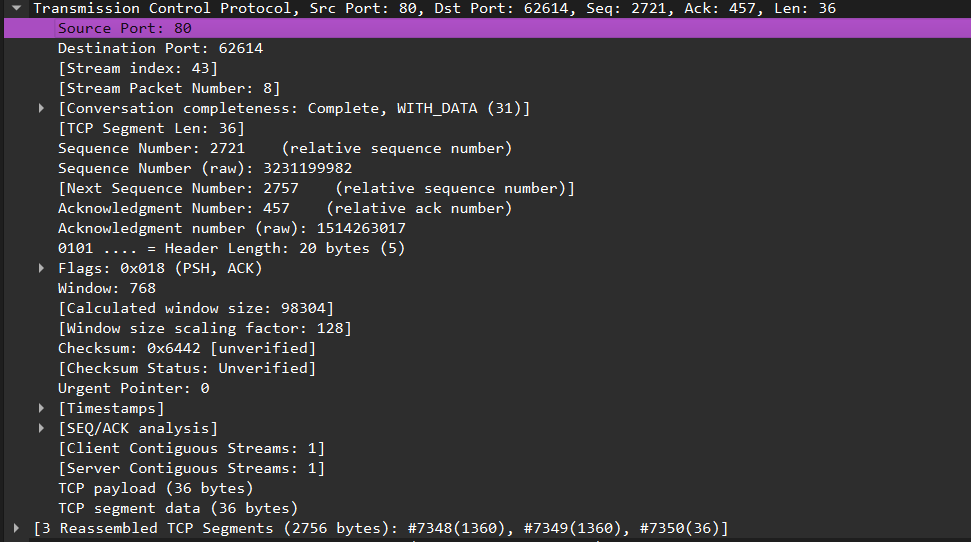 Transmission Control Protocol, Src Port: 80, Dst Port: 62614, Seq: 2721, Ack: 457, Len: 36
Source Port: 80
Destination Port: 62614
[Stream index: 43]
[Stream Packet Number: 8]
[Conversation completeness: Complete, WITH_DATA (31)]
[TCP Segment Len: 36]
Sequence Number: 2721    (relative sequence number)
Sequence Number (raw): 3231199982
[Next Sequence Number: 2757    (relative sequence number)]
Acknowledgment Number: 457    (relative ack number)
Acknowledgment number (raw): 1514263017
0101 .... = Header Length: 20 bytes (5)
Flags: 0x018 (PSH, ACK)
Window: 768
[Calculated window size: 98304]
[Window size scaling factor: 128]
Checksum: 0x6442 [unverified]
[Checksum Status: Unverified]
Urgent Pointer: 0
[Timestamps]
[SEQ/ACK analysis]
[Client Contiguous Streams: 1]
[Server Contiguous Streams: 1]
TCP payload (36 bytes)
TCP segment data (36 bytes)
[3 Reassembled TCP Segments (2756 bytes): #7348(1360), #7349(1360), #7350(36)]